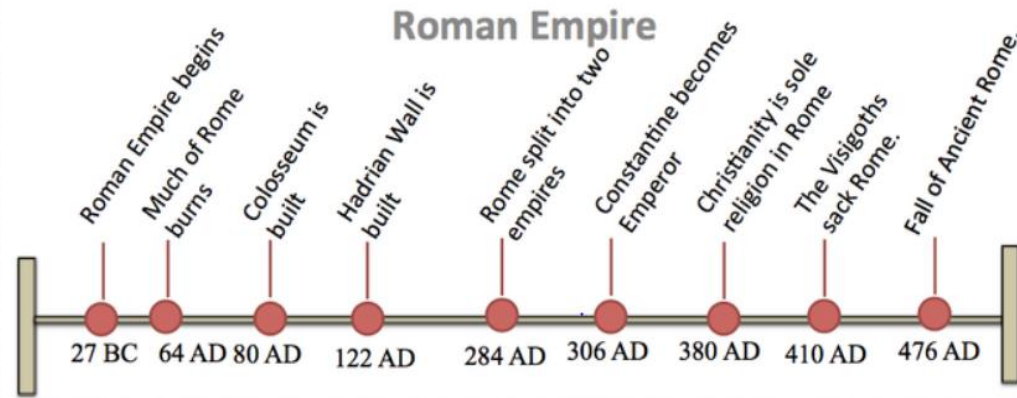 Roman Empire
Roman Empire begins
Much of Rome
burns
Colosseum is
built
Hadrian Wall is
built
Rome split into two
empires
Constantine becomes
Emperor
Christianity is sole
religion in Rome
The Visigoths
sack Rome.
Fall of Ancient Rome.
27 BC
64 AD
80 AD
122 AD
284 AD
306 AD
380 AD
410 AD
476 AD